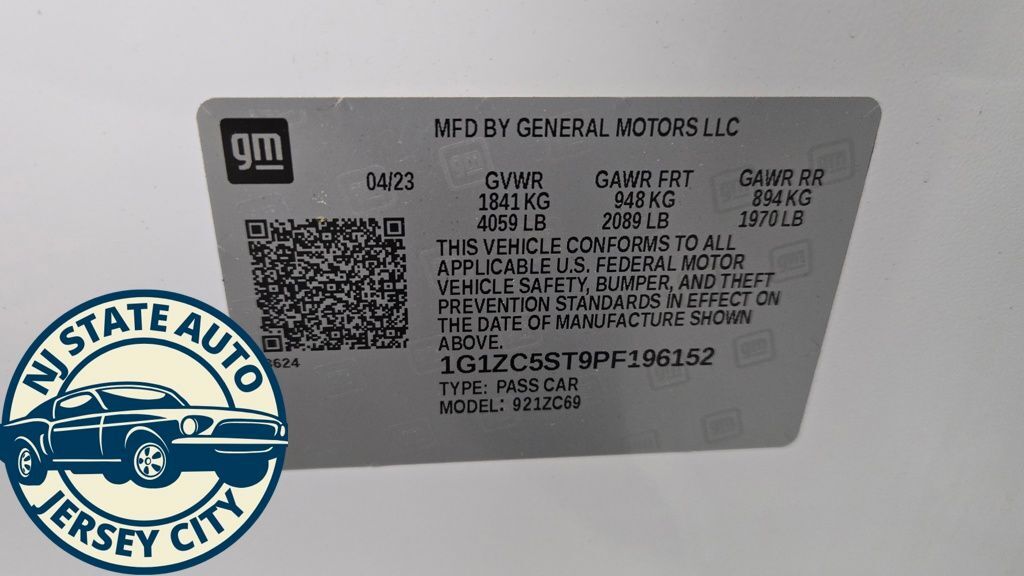 gm
MFD BY GENERAL MOTORS LLC
04/23
GVWR
1841 KG
4059 LB
GAWR FRT
948 KG
2089 LB
GAWR RR
894 KG
1970 LB
THIS VEHICLE CONFORMS TO ALL
APPLICABLE U.S. FEDERAL MOTOR
VEHICLE SAFETY, BUMPER, AND THEFT
PREVENTION STANDARDS IN EFFECT ON
THE DATE OF MANUFACTURE SHOWN
ABOVE.
1G1ZC5ST9PF196152
TYPE: PASS CAR
MODEL: 921ZC69
NJ STATE AUTO
JERSEY CITY